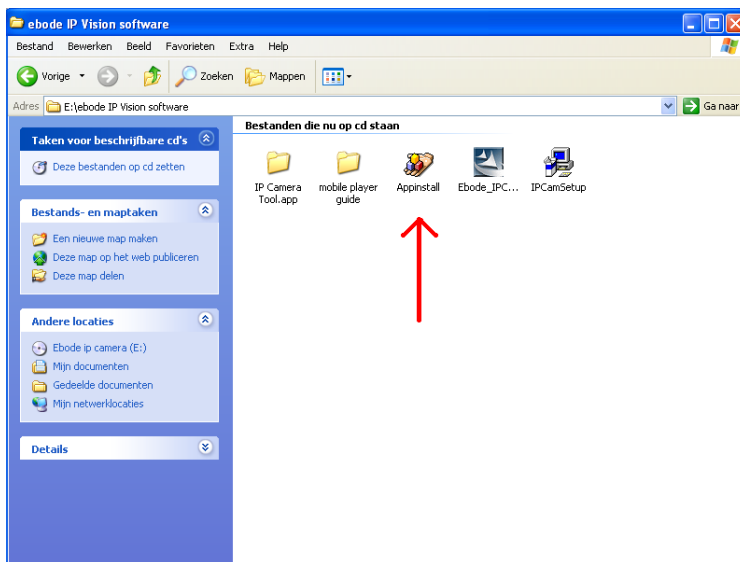 ebode IP Vision software
Bestand Bewerken Beeld Favorieten Extra Help
Vorige Zoeken Mappen
Adres E:\ebode IP Vision software Ga naar
Taken voor beschrijfbare cd's
Deze bestanden op cd zetten
Bestands- en maptaken
Een nieuwe map maken
Deze map op het web publiceren
Deze map delen
Andere locaties
Ebode ip camera (E:)
Mijn documenten
Gedeelde documenten
Mijn netwerklocaties
Details
Bestanden die nu op cd staan
IP Camera
Tool.app
mobile player
guide
Appinstall
Ebode_IPC...
IPCamSetup